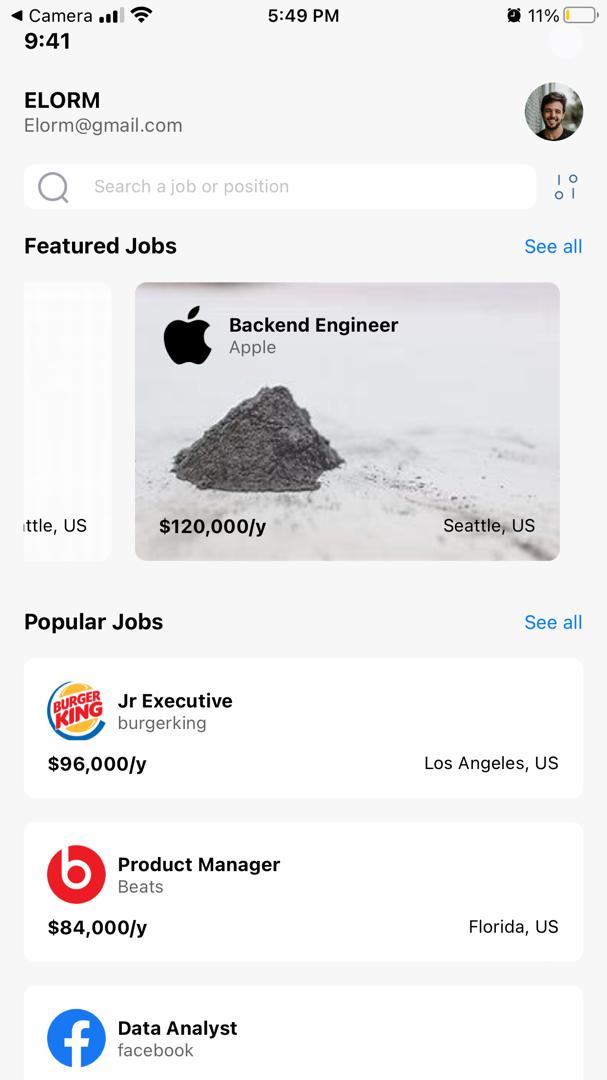 Camera
5:49 PM
11%
9:41
ELORM
Elorm@gmail.com
Search a job or position
Featured Jobs
See all
Backend Engineer
Apple
ttle, US
$120,000/y
Seattle, US
Popular Jobs
See all
BURGER
KING
Jr Executive
burgerking
$96,000/y
Los Angeles, US
Product Manager
Beats
$84,000/y
Florida, US
Data Analyst
facebook